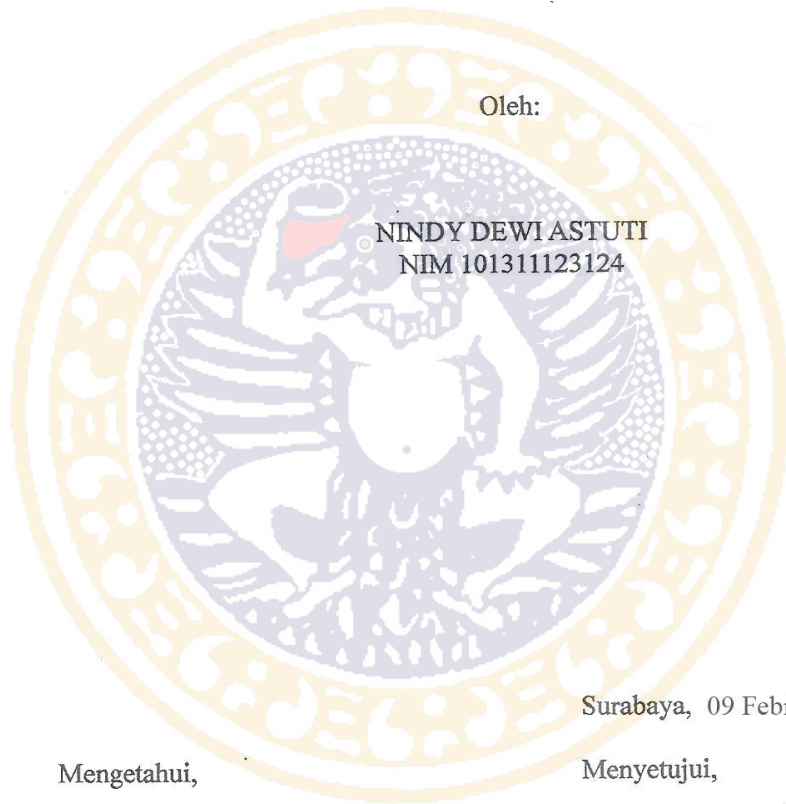 Oleh:
NINDY DEWI ASTUTI
NIM 101311123124
Surabaya, 09
Mengetahui,
Menyetujui,